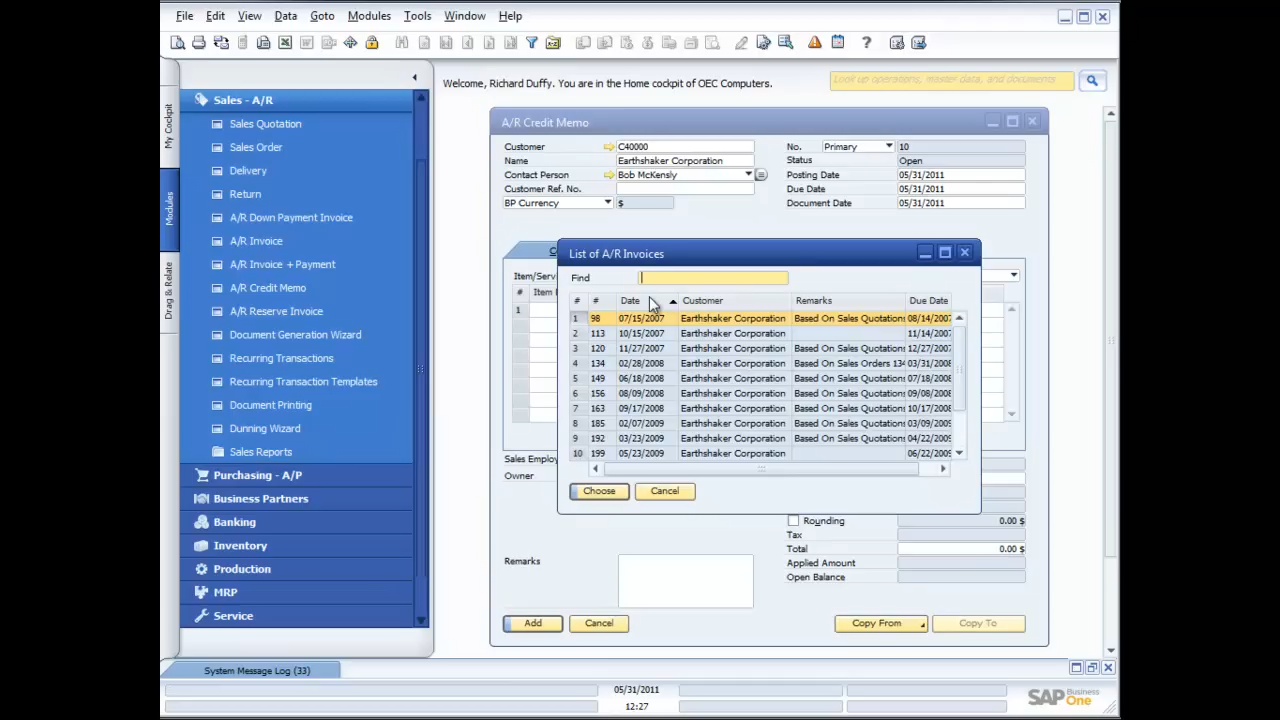 File Edit View Data Goto Modules Tools Window Help
Welcome, Richard Duffy. You are in the Home cockpit of OEC Computers.
Look up operations, master data, and documents
My Cockpit
Modules
Drag & Relate
Sales - A/R
Sales Quotation
Sales Order
Delivery
Return
A/R Down Payment Invoice
A/R Invoice
A/R Invoice + Payment
A/R Credit Memo
A/R Reserve Invoice
Document Generation Wizard
Recurring Transactions
Recurring Transaction Templates
Document Printing
Dunning Wizard
Sales Reports
Purchasing - A/P
Business Partners
Banking
Inventory
Production
MRP
Service
A/R Credit Memo
Customer C40000 No. Primary 10
Name Earthshaker Corporation Status Open
Contact Person Bob McKensly Posting Date 05/31/2011
Customer Ref. No. Due Date 05/31/2011
BP Currency $ Document Date 05/31/2011
Item/Serv
# Item
1
List of A/R Invoices
Find
# # Date Customer Remarks Due Date
1 98 07/15/2007 Earthshaker Corporation Based On Sales Quotations 08/14/2007
2 113 10/15/2007 Earthshaker Corporation 11/14/2007
3 120 11/27/2007 Earthshaker Corporation Based On Sales Quotations 12/27/2007
4 134 02/28/2008 Earthshaker Corporation Based On Sales Orders 134 03/31/2008
5 149 06/18/2008 Earthshaker Corporation Based On Sales Quotations 07/18/2008
6 156 08/09/2008 Earthshaker Corporation Based On Sales Quotations 09/08/2008
7 163 09/17/2008 Earthshaker Corporation Based On Sales Quotations 10/17/2008
8 185 02/07/2009 Earthshaker Corporation Based On Sales Quotations 03/09/2009
9 192 03/23/2009 Earthshaker Corporation Based On Sales Quotations 04/22/2009
10 199 05/23/2009 Earthshaker Corporation 06/22/2009
Choose Cancel
Sales Employ
Owner
Rounding 0.00 $
Tax
Total 0.00 $
Applied Amount
Open Balance
Remarks
Add Cancel Copy From Copy To
System Message Log (33)
05/31/2011
12:27
SAP Business One